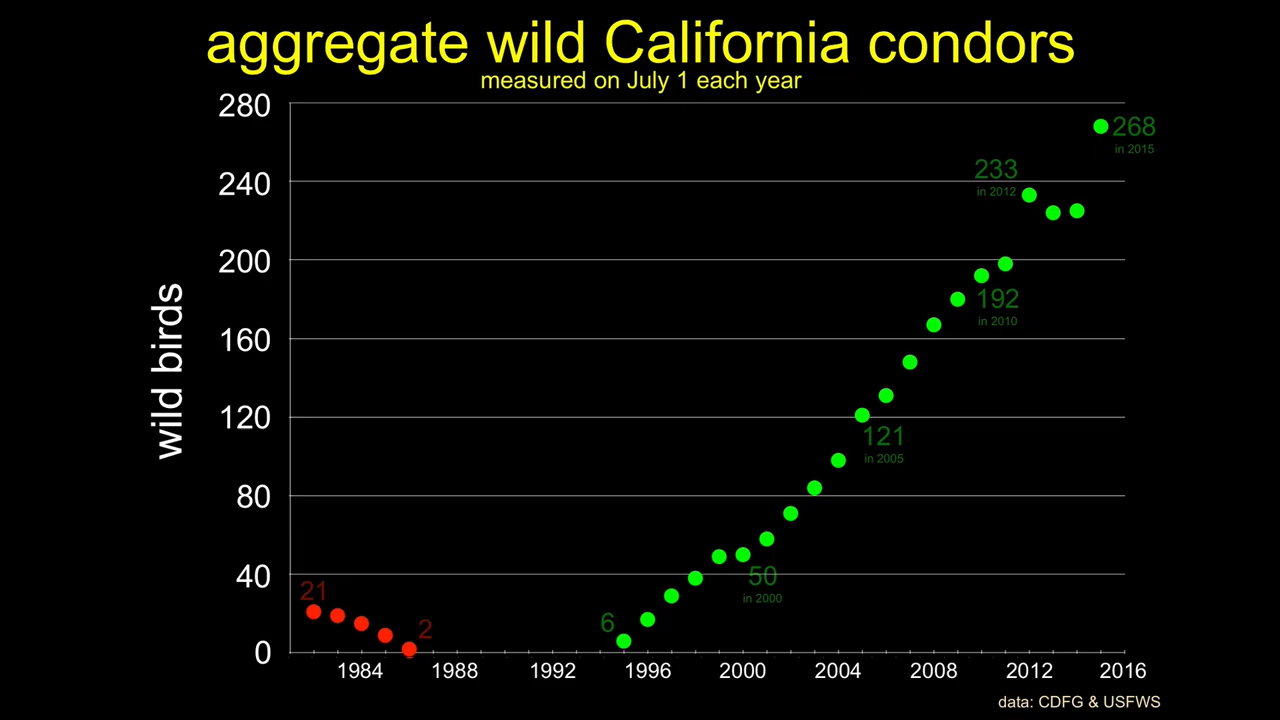 aggregate wild California condors
measured on July 1 each year
280
240
200
160
120
80
40
0
wild birds
268
in 2015
233
in 2012
192
in 2010
121
in 2005
50
in 2000
21
2
6
1984 1988 1992 1996 2000 2004 2008 2012 2016
data: CDFG & USFWS